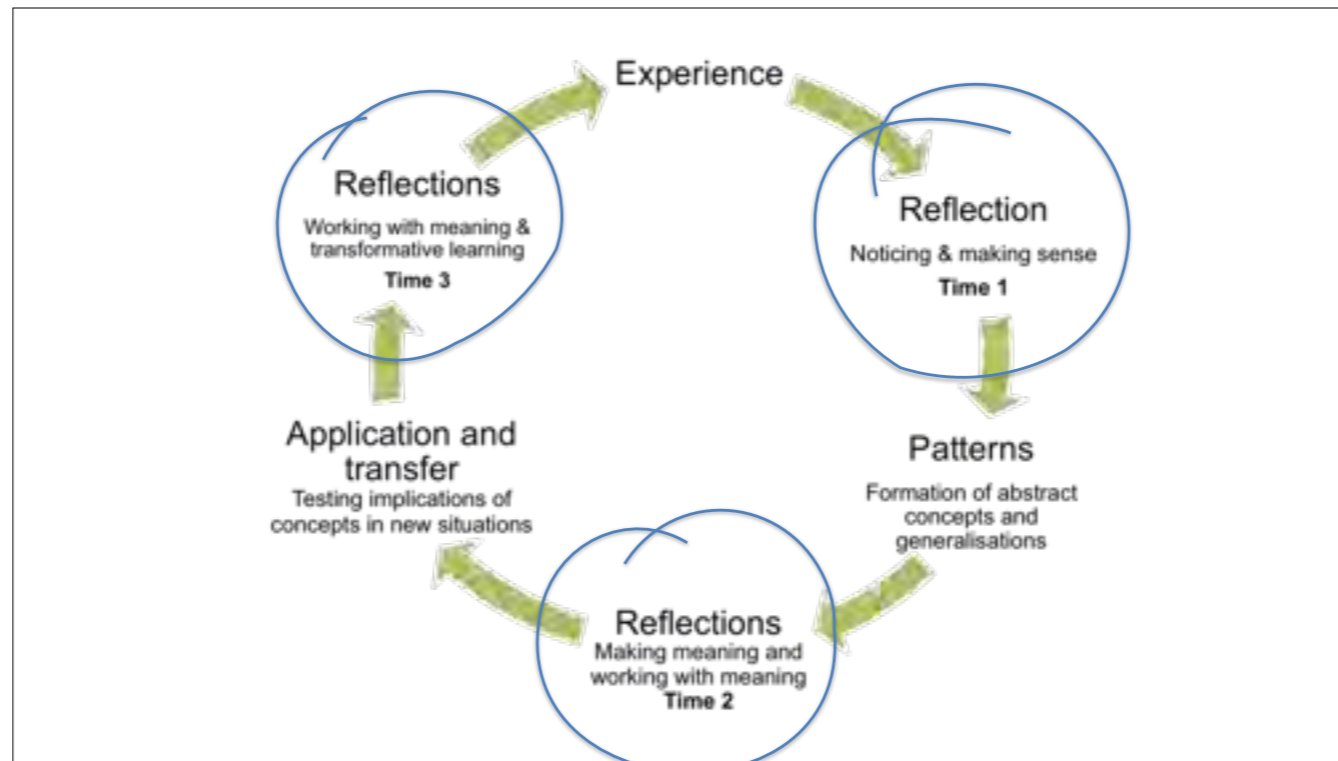 Experience
Reflection
Noticing & making sense
Time 1
Patterns
Formation of abstract
concepts and
generalisations
Reflections
Making meaning and
working with meaning
Time 2
Application and
transfer
Testing implications of
concepts in new situations
Reflections
Working with meaning &
transformative learning
Time 3